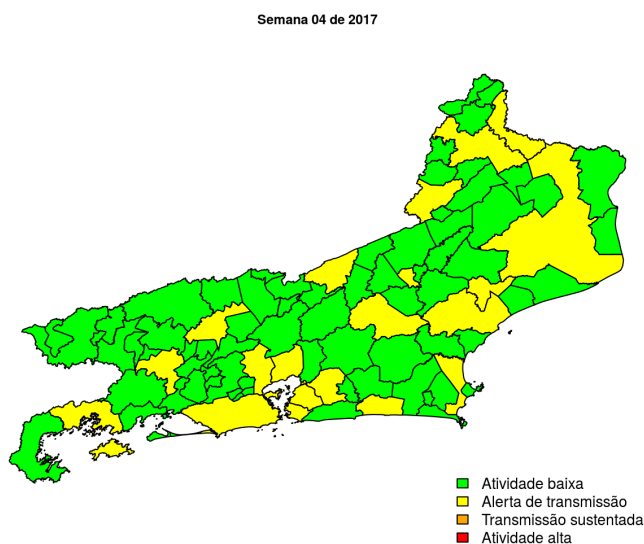 Semana 04 de 2017
Atividade baixa
Alerta de transmissão
Transmissão sustentada
Atividade alta